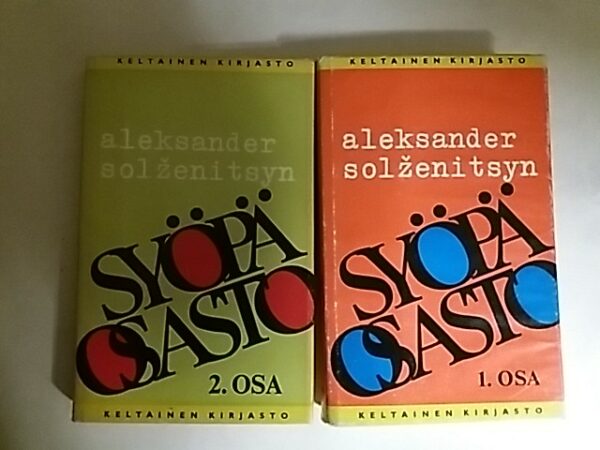 KELTAINEN KIRJASTO
aleksander
solženitsyn
SYÖPÄ
OSASTO
2. OSA
KELTAINEN KIRJASTO
KELTAINEN KIRJASTO
aleksander
solženitsyn
SYÖPÄ
OSASTO
1. OSA
KELTAINEN KIRJASTO